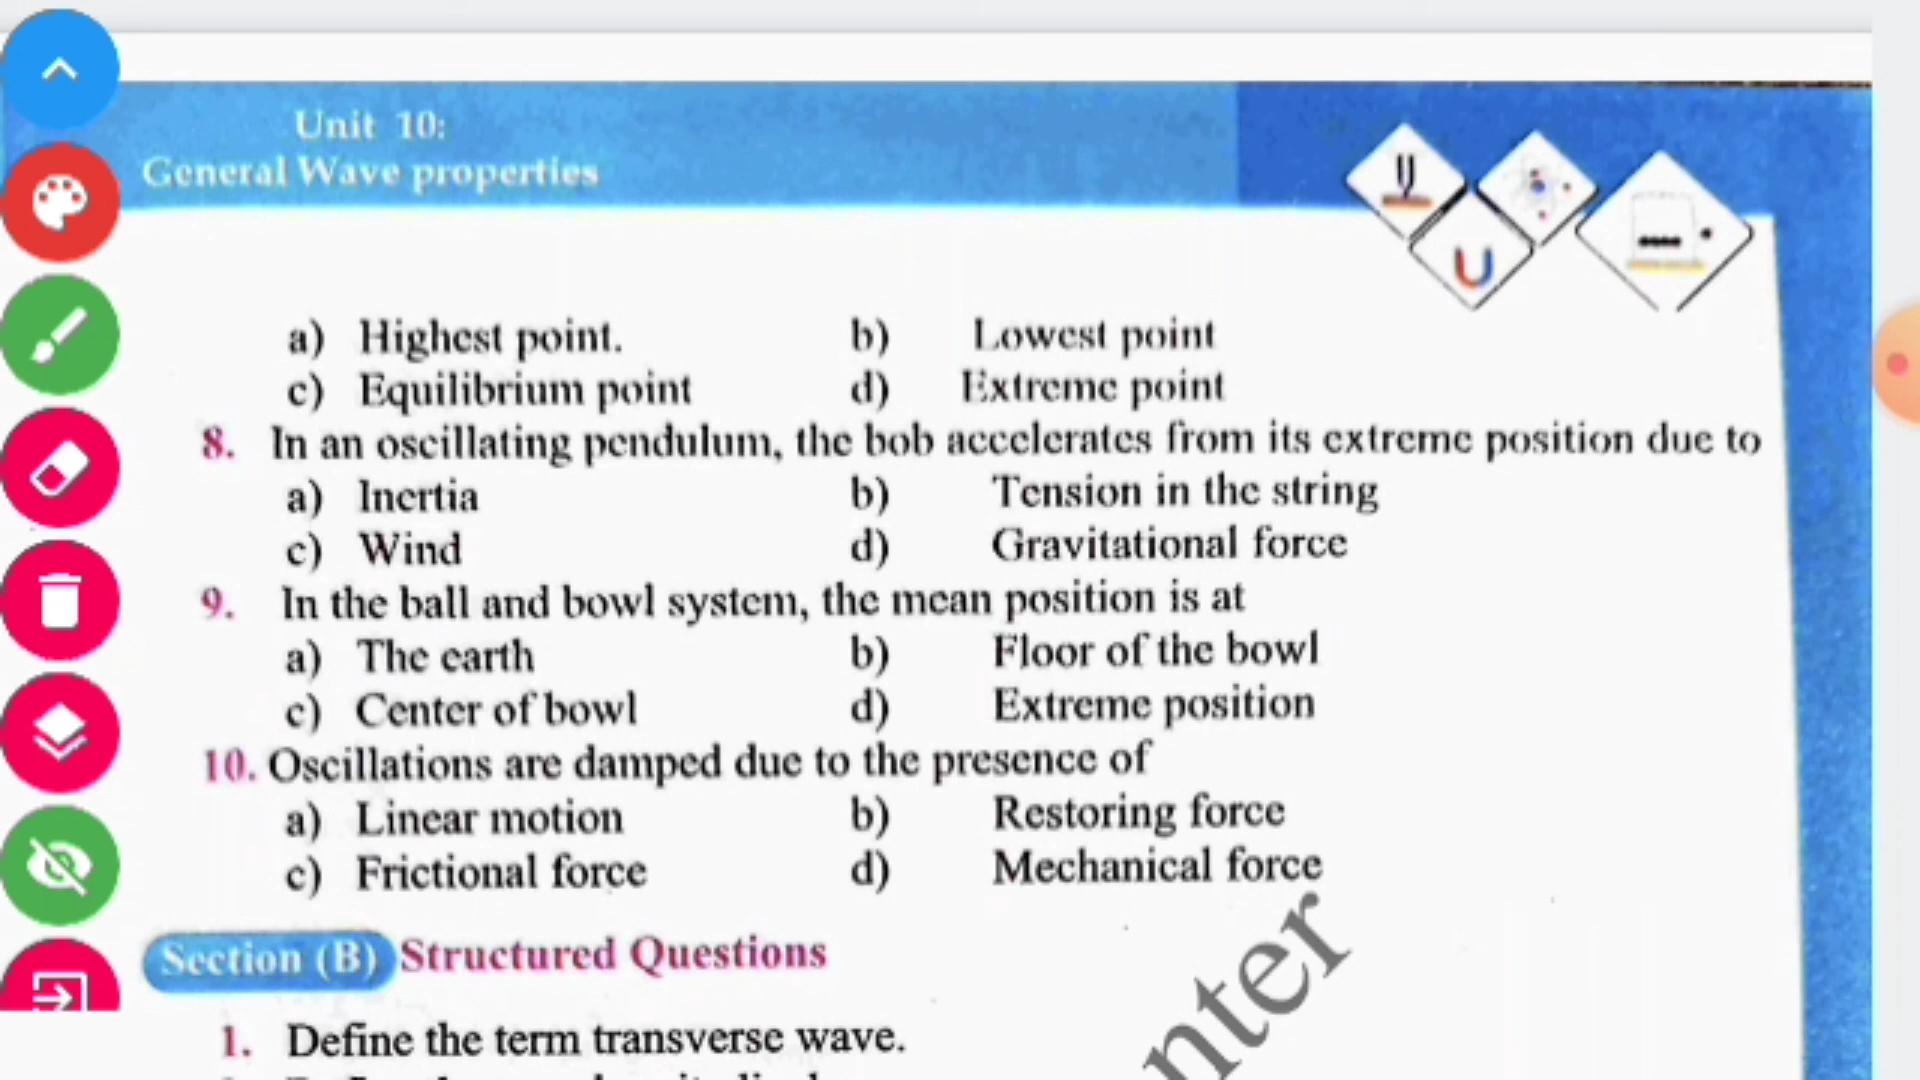 Unit 10:
General Wave properties
a) Highest point. b) Lowest point
c) Equilibrium point d) Extreme point
8. In an oscillating pendulum, the bob accelerates from its extreme position due to
a) Inertia b) Tension in the string
c) Wind d) Gravitational force
9. In the ball and bowl system, the mean position is at
a) The earth b) Floor of the bowl
c) Center of bowl d) Extreme position
10. Oscillations are damped due to the presence of
a) Linear motion b) Restoring force
c) Frictional force d) Mechanical force
Section (B) Structured Questions
1. Define the term transverse wave.
nter